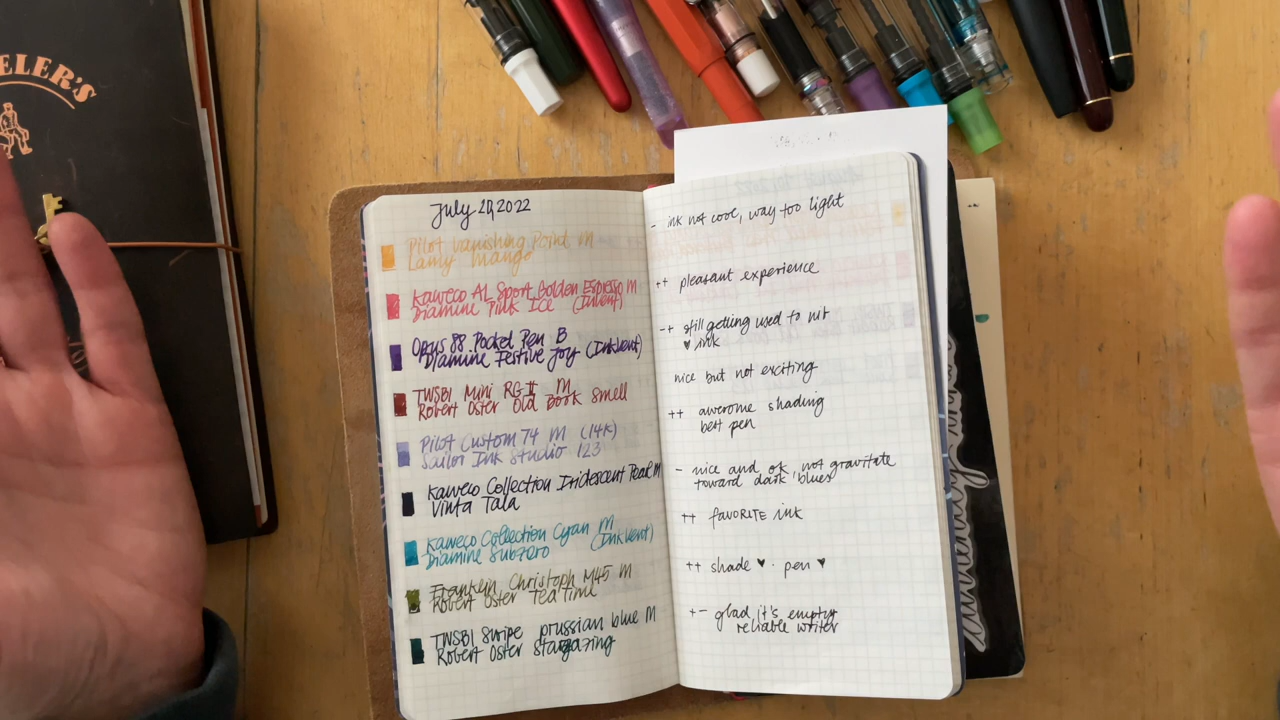 ELER'S
July 20, 2022
Pilot Vanishing Point M
Lamy Mango
Kaweco AL Sport Golden Espresso M
Diamine Pink Ice (Inkvent)
Opus 88 Pocket Pen B
Diamine Festive Joy (Inkvent)
TWSBI Mini RGII M
Robert Oster Old Book Smell
Pilot Custom 74 M (14K)
Sailor Ink Studio 123
Kaweco Collection Iridescent Pearl M
Vinta Tala
Kaweco Collection Cyan M
Diamine Subzero (Inkvent)
Franklin Christoph M45 M
Robert Oster Tea Time
TWSBI Swipe prussian blue M
Robert Oster Stargazing
- ink not cool, way too light
++ pleasant experience
-+ still getting used to nib
♥ ink
nice but not exciting
++ awesome shading
best pen
- nice and ok, not gravitate
toward dark blues
++ favorite ink
++ shade ♥ · pen ♥
+- glad it's empty
reliable writer